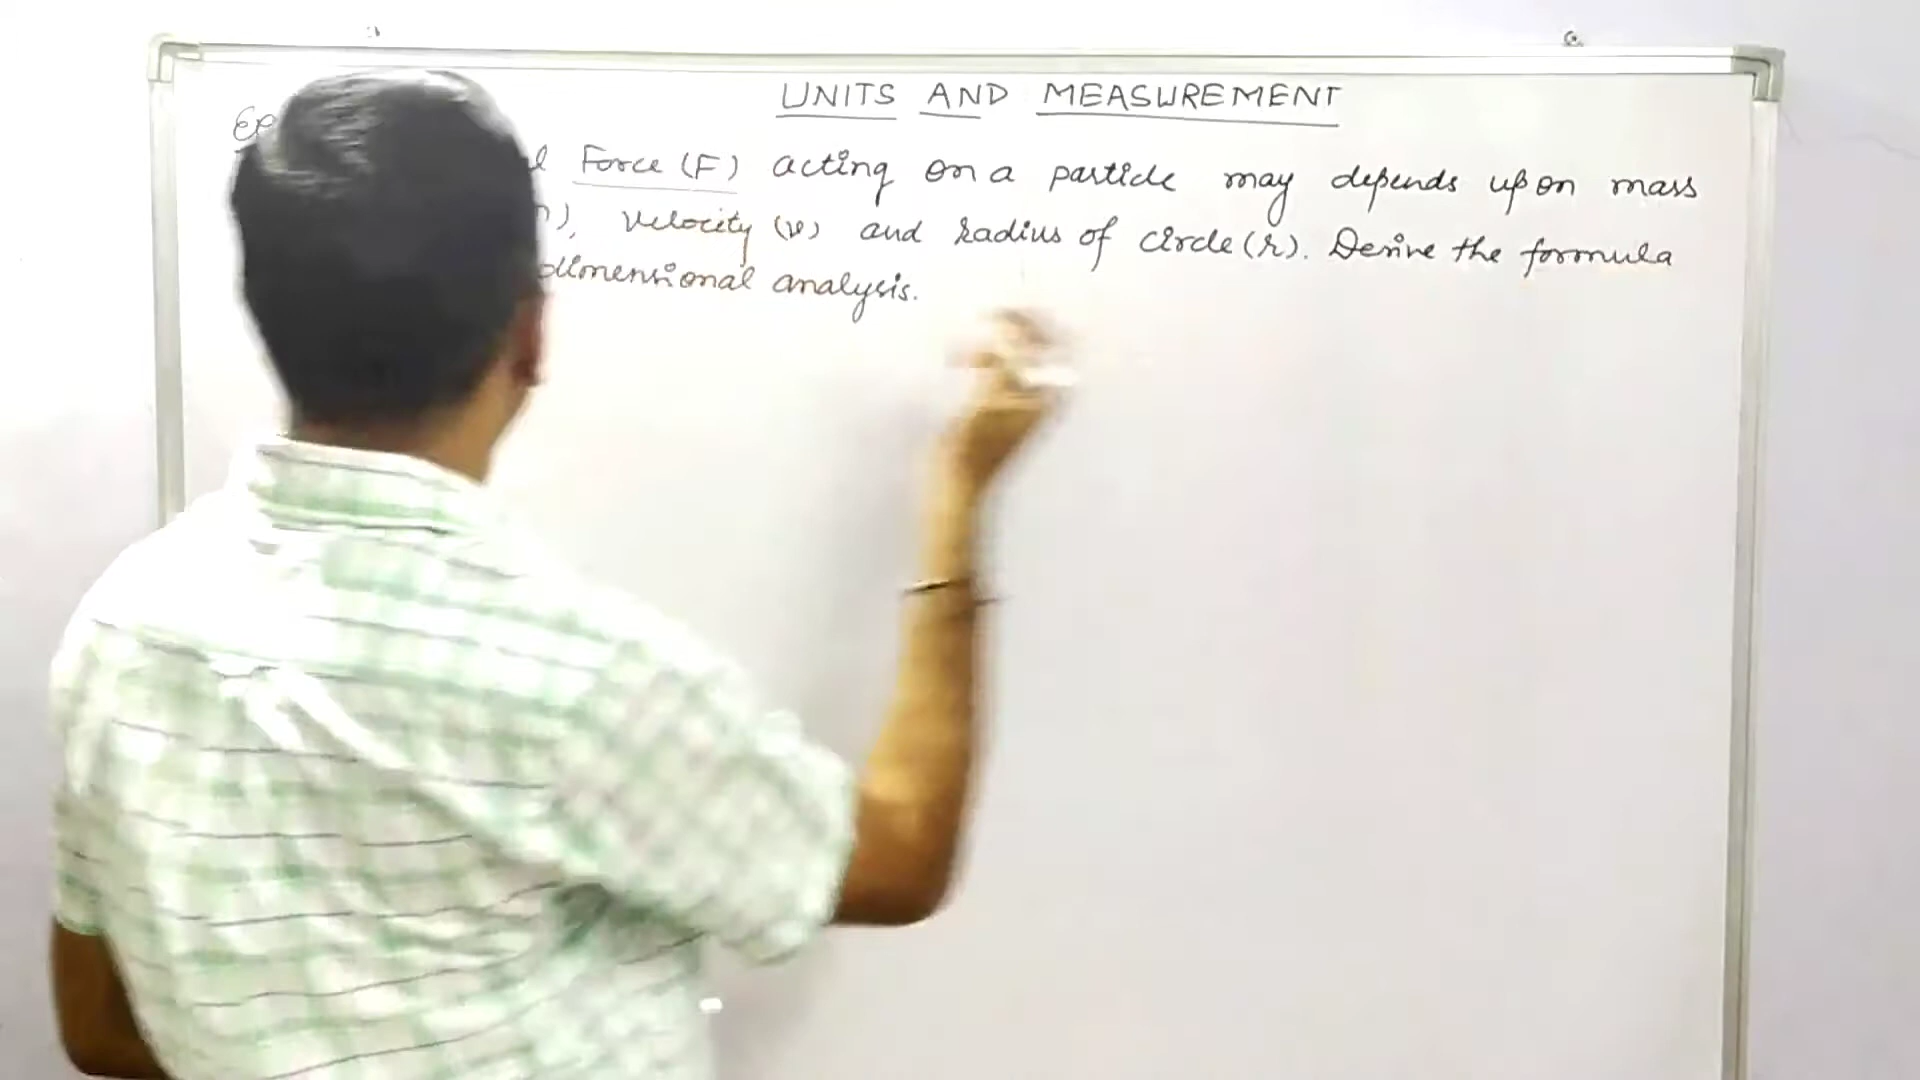 UNITS AND MEASUREMENT
Force (F) acting on a particle may depends upon mass
velocity (v) and radius of circle (r). Derive the formula
dimensional analysis.